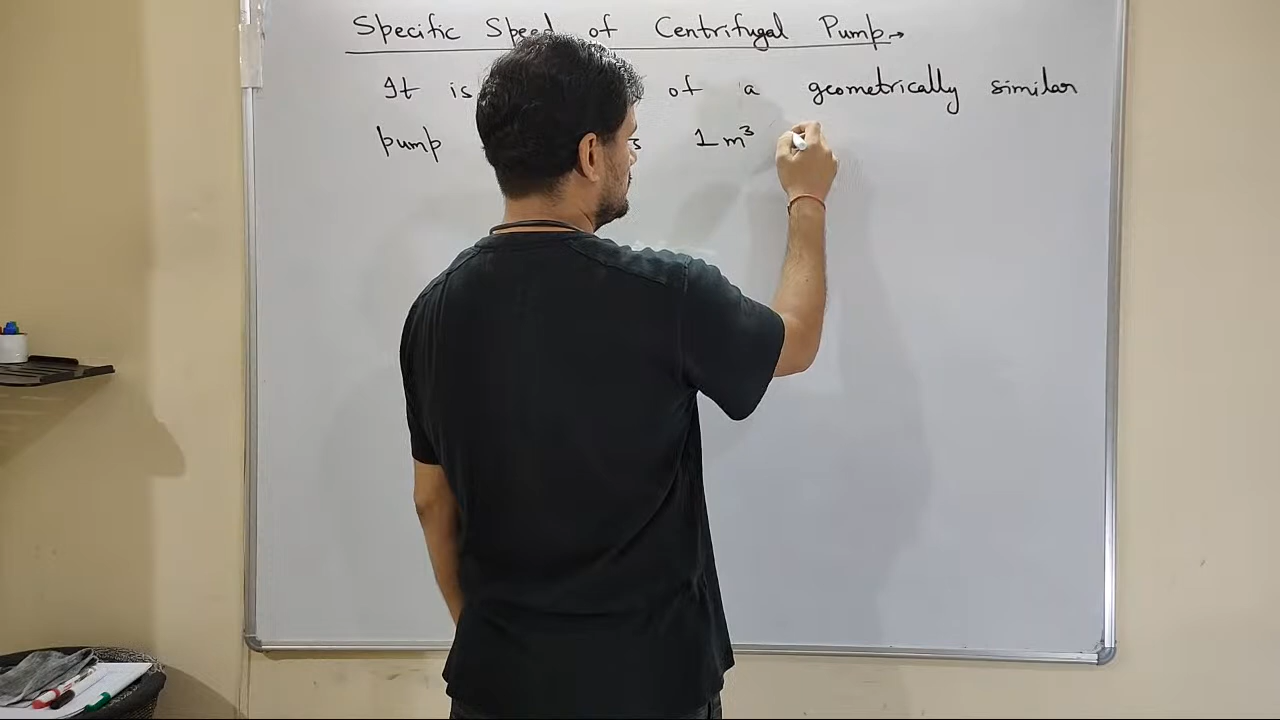 Specific Speed of Centrifugal Pump→
It is of a geometrically similar
pump 1 m³